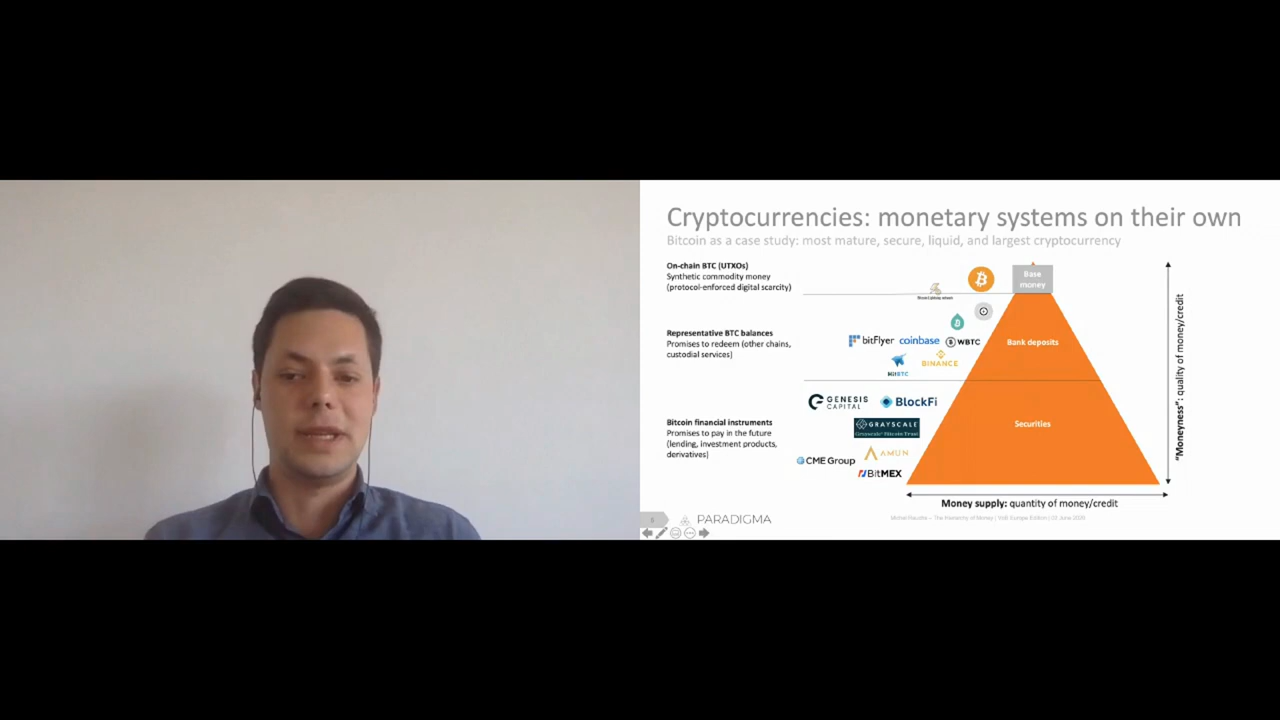 Cryptocurrencies: monetary systems on their own
Bitcoin as a case study: most mature, secure, liquid, and largest cryptocurrency
On-chain BTC (UTXOs)
Synthetic commodity money
(protocol-enforced digital scarcity)
Base
money
Representative BTC balances
Promises to redeem (other chains,
custodial services)
bitFlyer
coinbase
WBTC
BINANCE
Bank deposits
GENESIS
CAPITAL
BlockFi
GRAYSCALE
Bitcoin financial instruments
Promises to pay in the future
(lending, investment products,
derivatives)
CME Group
AMUN
BitMEX
Securities
"Moneyness": quality of money/credit
Money supply: quantity of money/credit
6
PARADIGMA